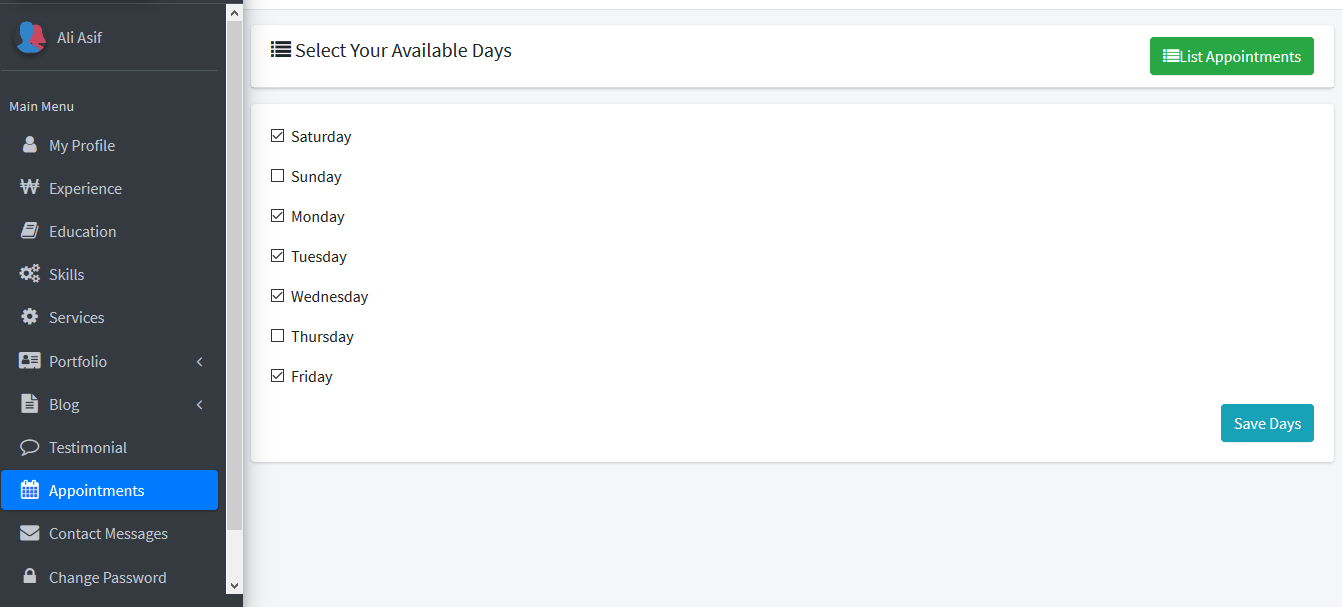 Ali Asif
Main Menu
My Profile
Experience
Education
Skills
Services
Portfolio
Blog
Testimonial
Appointments
Contact Messages
Change Password
Select Your Available Days
List Appointments
Saturday
Sunday
Monday
Tuesday
Wednesday
Thursday
Friday
Save Days